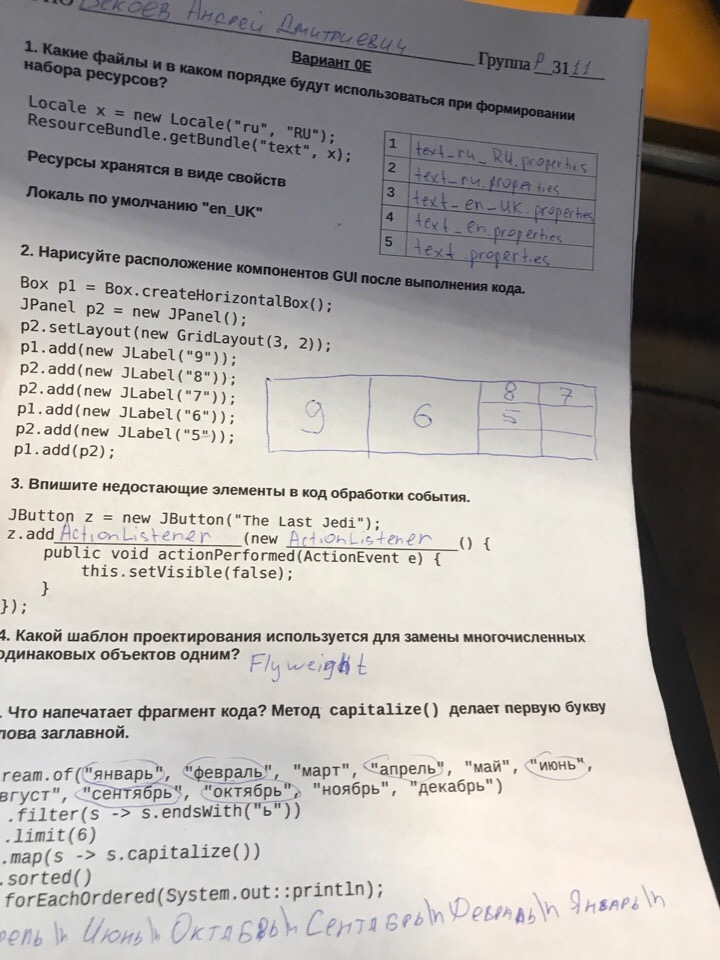 Андрей Дмитриевич
Группа P 3111
Вариант 0E
1. Какие файлы и в каком порядке будут использоваться при формировании
набора ресурсов?
Locale x = new Locale("ru", "RU");
ResourceBundle.getBundle("text", x);
Ресурсы хранятся в виде свойств
Локаль по умолчанию "en_UK"
1 text_ru_RU.properties
2 text_ru.properties
3 text_en_UK.properties
4 text_en.properties
5 text properties
2. Нарисуйте расположение компонентов GUI после выполнения кода.
Box p1 = Box.createHorizontalBox();
JPanel p2 = new JPanel();
p2.setLayout(new GridLayout(3, 2));
p1.add(new JLabel("9"));
p2.add(new JLabel("8"));
p2.add(new JLabel("7"));
p1.add(new JLabel("6"));
p2.add(new JLabel("5"));
p1.add(p2);
8 7
9 6 5
3. Впишите недостающие элементы в код обработки события.
JButton z = new JButton("The Last Jedi");
z.add ActionListener (new ActionListener () {
public void actionPerformed(ActionEvent e) {
this.setVisible(false);
}
});
4. Какой шаблон проектирования используется для замены многочисленных
одинаковых объектов одним? Flyweight
. Что напечатает фрагмент кода? Метод capitalize() делает первую букву
лова заглавной.
ream.of("январь", "февраль", "март", "апрель", "май", "июнь",
вгуст", "сентябрь", "октябрь", "ноябрь", "декабрь")
.filter(s -> s.endsWith("ь"))
.limit(6)
.map(s -> s.capitalize())
.sorted()
forEachOrdered(System.out::println);
рель\n Июнь\n Октябрь\n Сентябрь\n Февраль\n Январь\n